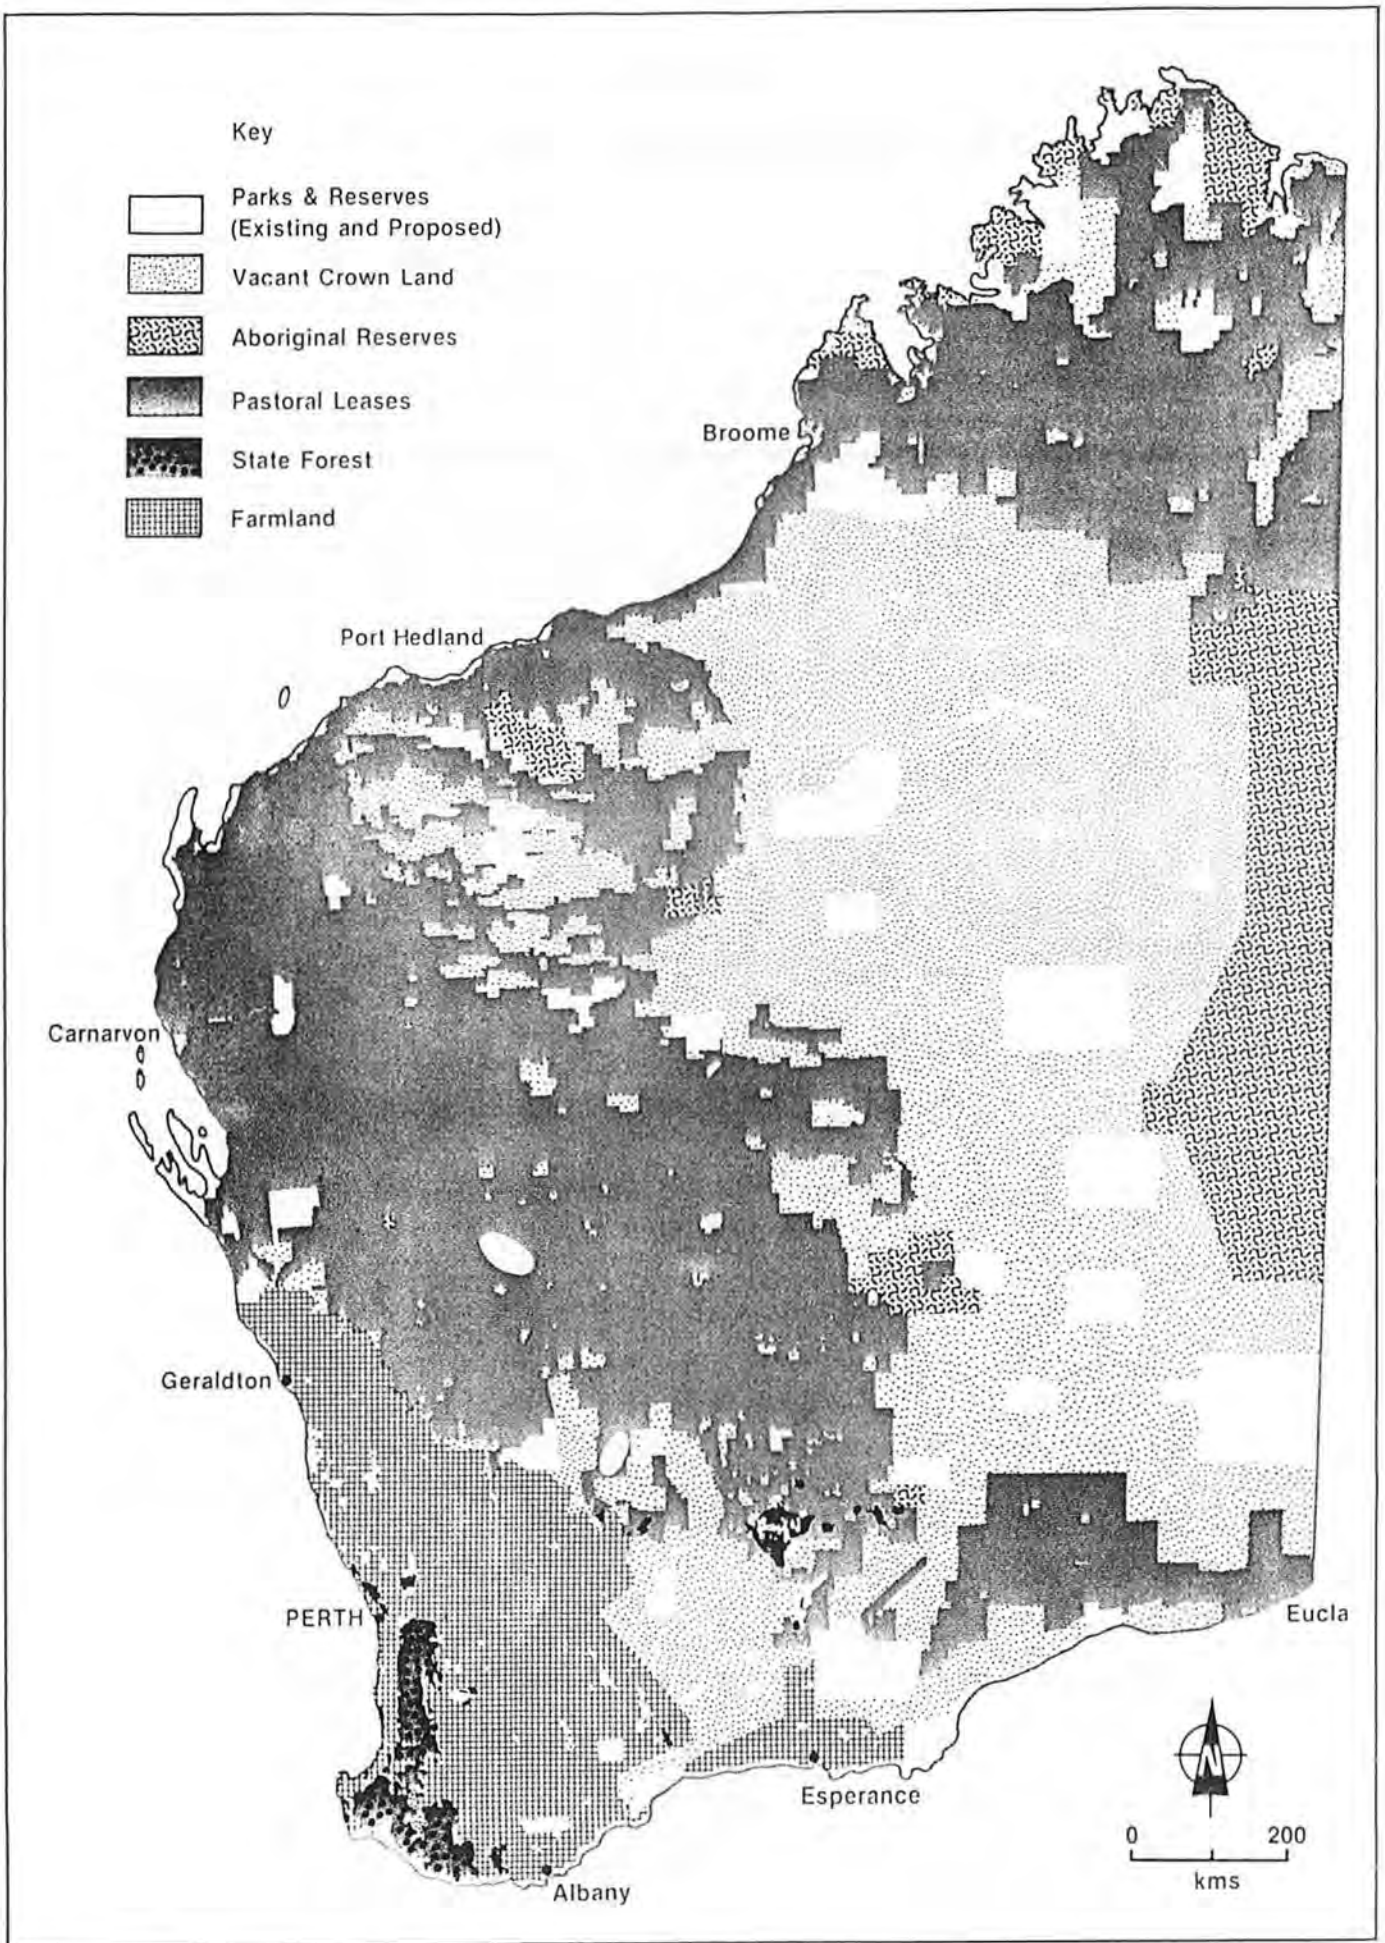 Key
Parks & Reserves
(Existing and Proposed)
Vacant Crown Land
Aboriginal Reserves
Pastoral Leases
State Forest
Farmland
Broome
Port Hedland
Carnarvon
Geraldton
PERTH
Eucla
N
Esperance
0 200
kms
Albany